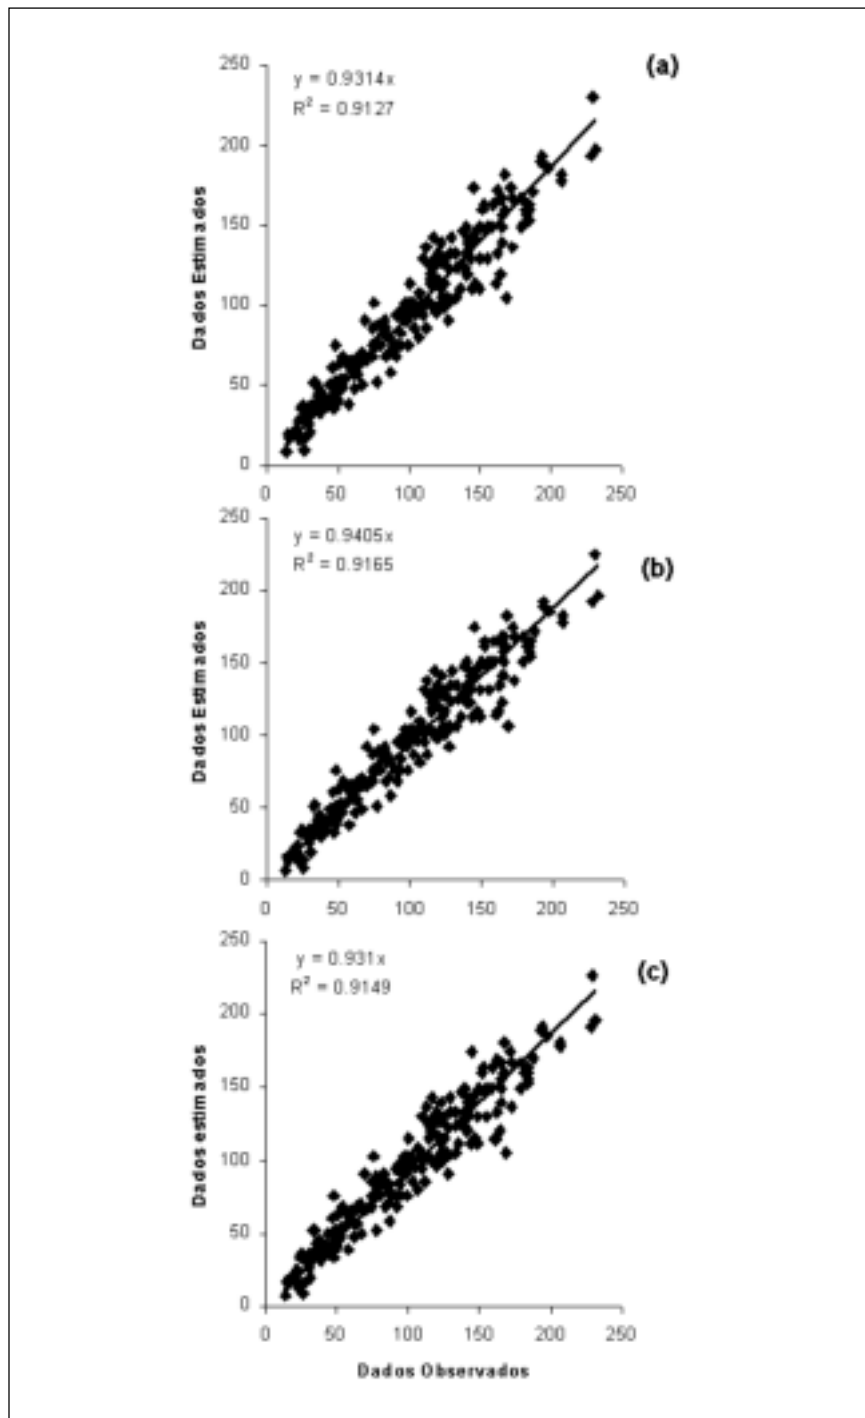 (a)
y = 0.9314x
R² = 0.9127
250
200
150
100
50
0
Dados Estimados
0 50 100 150 200 250
(b)
y = 0.9405x
R² = 0.9165
250
200
150
100
50
0
Dados Estimados
0 50 100 150 200 250
(c)
y = 0.931x
R² = 0.9149
250
200
150
100
50
0
Dados estimados
0 50 100 150 200 250
Dados Observados